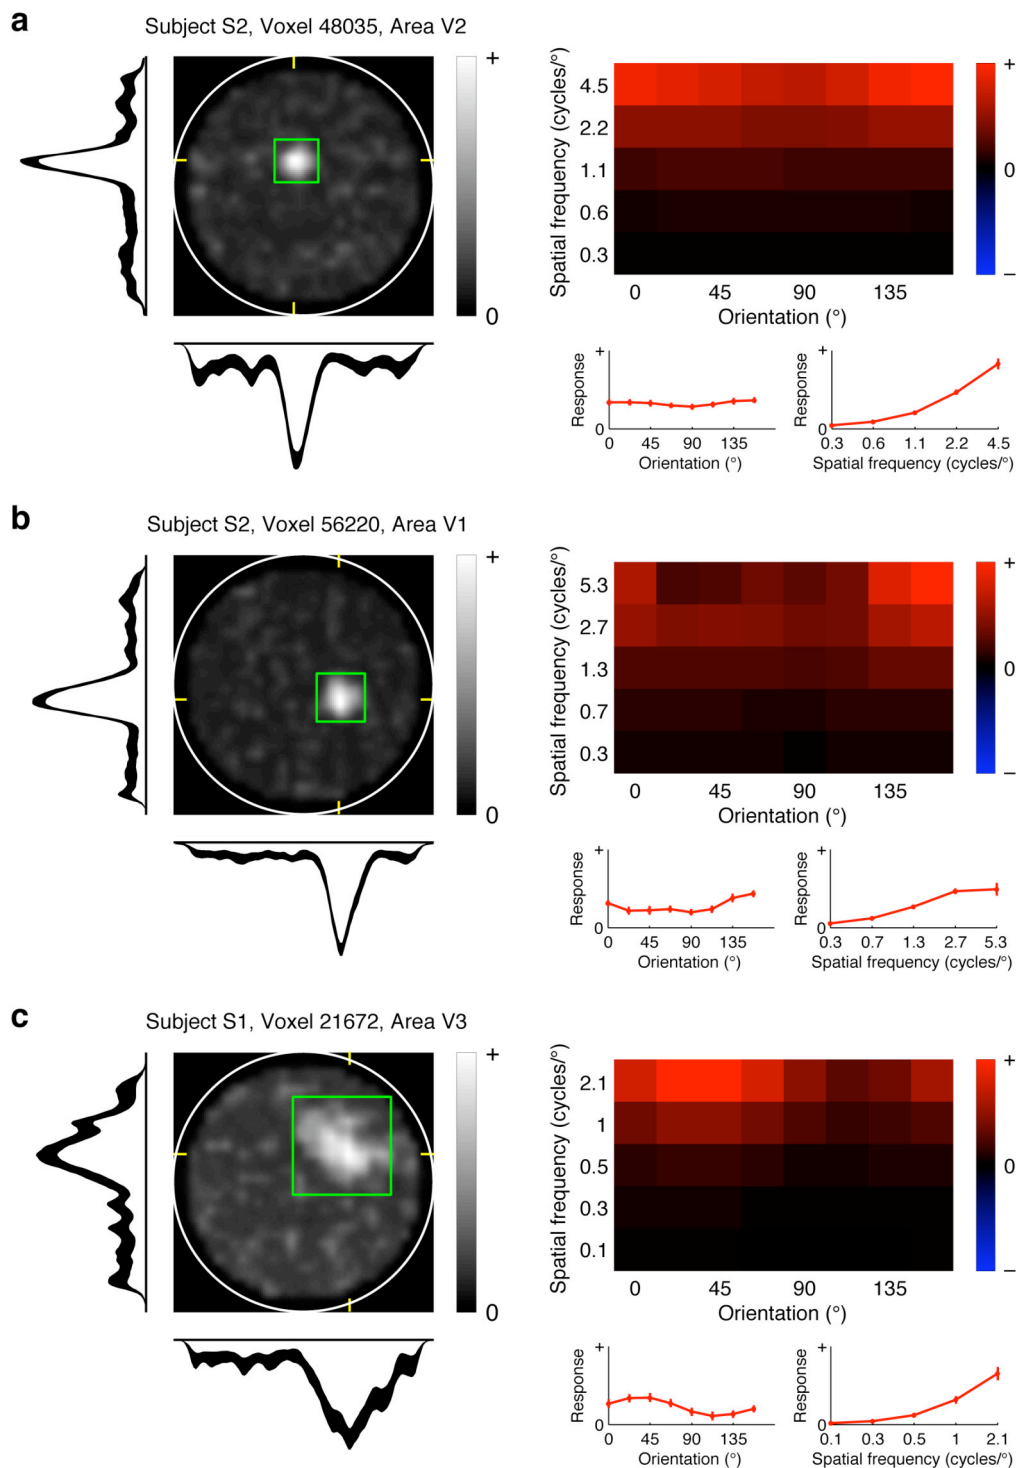 a
Subject S2, Voxel 48035, Area V2
+
0
Spatial frequency (cycles/°)
4.5
2.2
1.1
0.6
0.3
0 45 90 135
Orientation (°)
+
0
–
Response
+
0
0 45 90 135
Orientation (°)
Response
+
0
0.3 0.6 1.1 2.2 4.5
Spatial frequency (cycles/°)
b
Subject S2, Voxel 56220, Area V1
+
0
Spatial frequency (cycles/°)
5.3
2.7
1.3
0.7
0.3
0 45 90 135
Orientation (°)
+
0
–
Response
+
0
0 45 90 135
Orientation (°)
Response
+
0
0.3 0.7 1.3 2.7 5.3
Spatial frequency (cycles/°)
c
Subject S1, Voxel 21672, Area V3
+
0
Spatial frequency (cycles/°)
2.1
1
0.5
0.3
0.1
0 45 90 135
Orientation (°)
+
0
–
Response
+
0
0 45 90 135
Orientation (°)
Response
+
0
0.1 0.3 0.5 1 2.1
Spatial frequency (cycles/°)